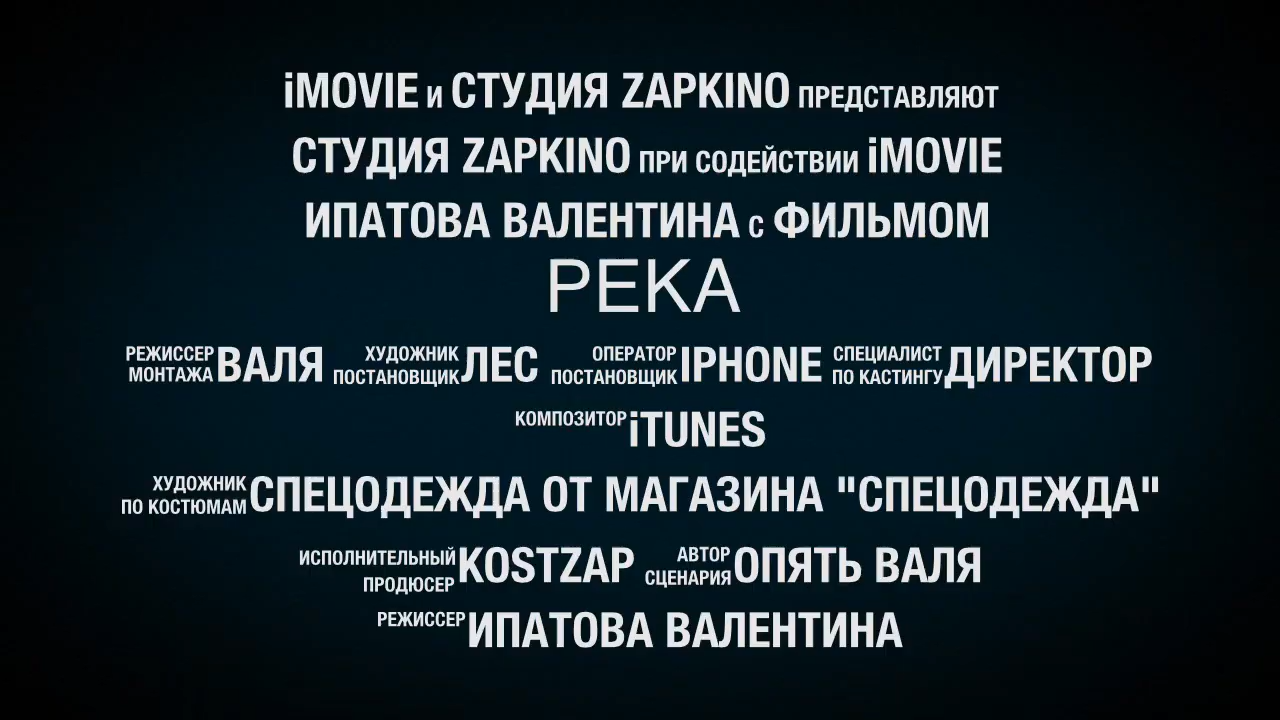 iMOVIE и СТУДИЯ ZAPKINO ПРЕДСТАВЛЯЮТ
СТУДИЯ ZAPKINO ПРИ СОДЕЙСТВИИ iMOVIE
ИПАТОВА ВАЛЕНТИНА с ФИЛЬМОМ
РЕКА
РЕЖИССЕР МОНТАЖА ВАЛЯ ХУДОЖНИК ПОСТАНОВЩИК ЛЕС ОПЕРАТОР ПОСТАНОВЩИК IPHONE СПЕЦИАЛИСТ ПО КАСТИНГУ ДИРЕКТОР
КОМПОЗИТОР iTUNES
ХУДОЖНИК ПО КОСТЮМАМ СПЕЦОДЕЖДА ОТ МАГАЗИНА "СПЕЦОДЕЖДА"
ИСПОЛНИТЕЛЬНЫЙ ПРОДЮСЕР KOSTZAP АВТОР СЦЕНАРИЯ ОПЯТЬ ВАЛЯ
РЕЖИССЕР ИПАТОВА ВАЛЕНТИНА